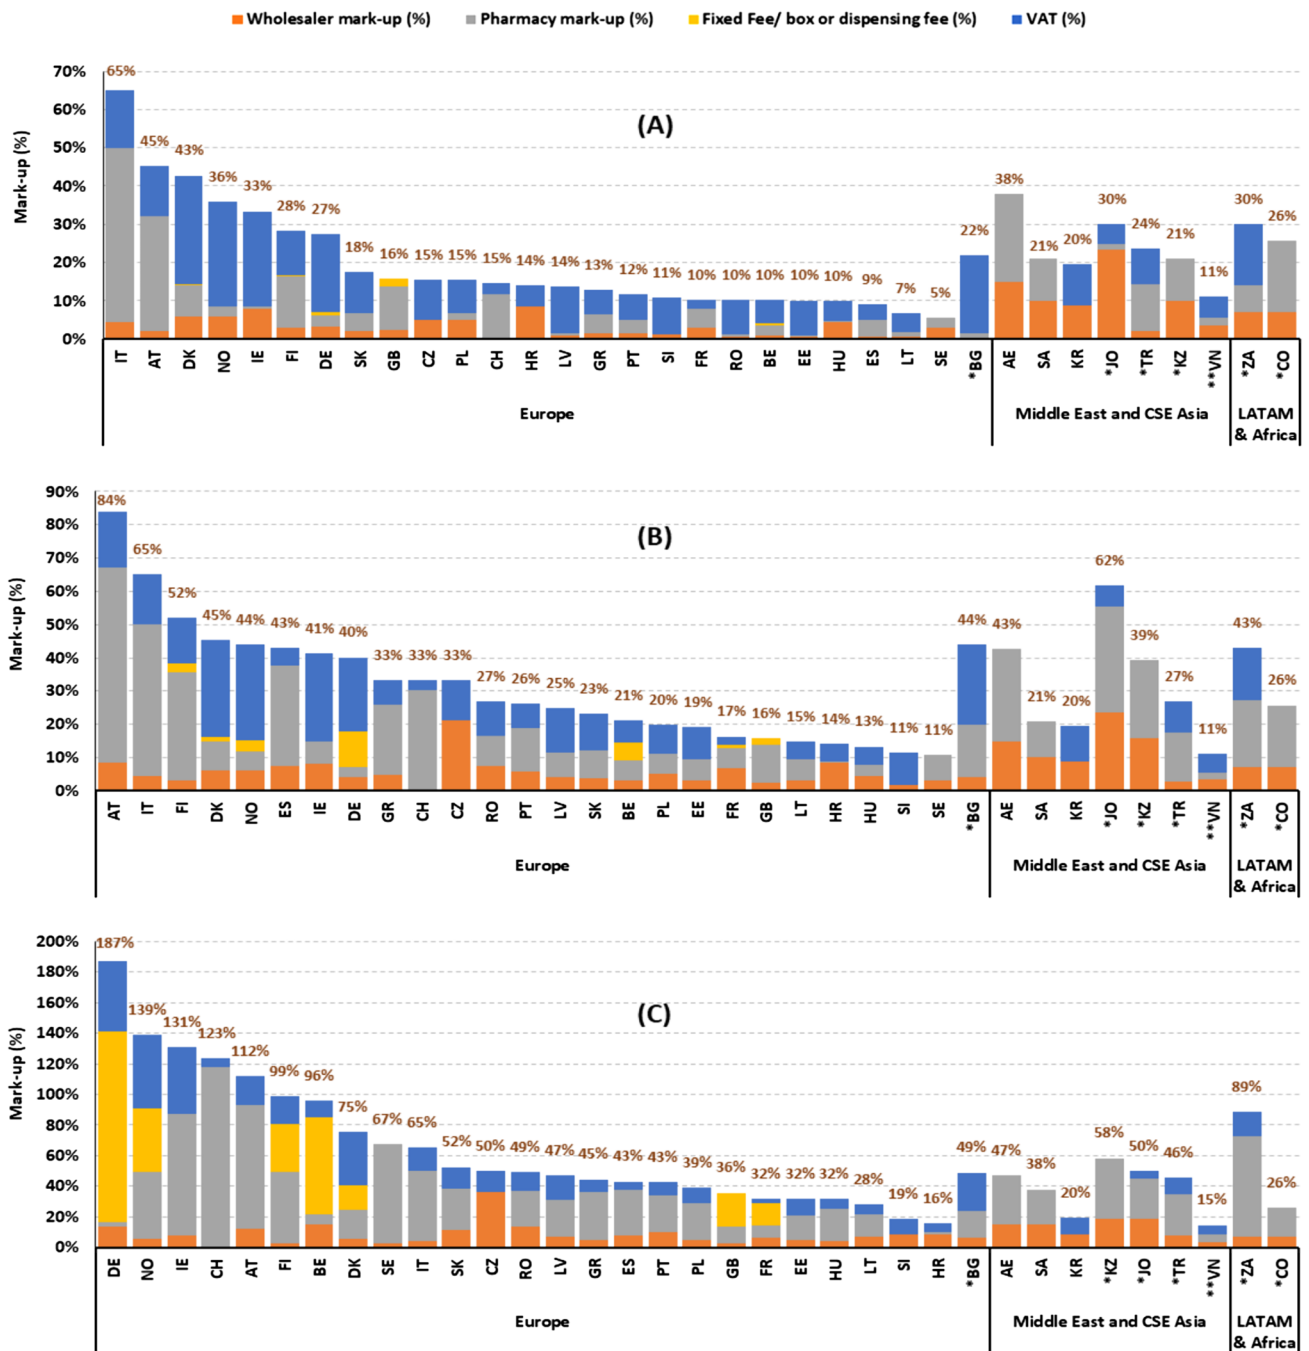 Wholesaler mark-up (%) Pharmacy mark-up (%) Fixed Fee/ box or dispensing fee (%) VAT (%)
(A)
Mark-up (%)
70%
60%
50%
40%
30%
20%
10%
0%
65% 45% 43% 36% 33% 28% 27% 18% 16% 15% 15% 15% 14% 14% 13% 12% 11% 10% 10% 10% 10% 10% 9% 7% 5% 22% 38% 21% 20% 30% 24% 21% 11% 30% 26%
IT AT DK NO IE FI DE SK GB CZ PL CH HR LV GR PT SI FR RO BE EE HU ES LT SE *BG AE SA KR *JO *TR *KZ **VN *ZA *CO
Europe Middle East and CSE Asia LATAM
& Africa
(B)
Mark-up (%)
90%
80%
70%
60%
50%
40%
30%
20%
10%
0%
84% 65% 52% 45% 44% 43% 41% 40% 33% 33% 33% 27% 26% 25% 23% 21% 20% 19% 17% 16% 15% 14% 13% 11% 11% 44% 43% 21% 20% 62% 39% 27% 11% 43% 26%
AT IT FI DK NO ES IE DE GR CH CZ RO PT LV SK BE PL EE FR GB LT HR HU SI SE *BG AE SA KR *JO *KZ *TR **VN *ZA *CO
Europe Middle East and CSE Asia LATAM
& Africa
(C)
Mark-up (%)
200%
180%
160%
140%
120%
100%
80%
60%
40%
20%
0%
187% 139% 131% 123% 112% 99% 96% 75% 67% 65% 52% 50% 49% 47% 45% 43% 43% 39% 36% 32% 32% 32% 28% 19% 16% 49% 47% 38% 20% 58% 50% 46% 15% 89% 26%
DE NO IE CH AT FI BE DK SE IT SK CZ RO LV GR ES PT PL GB FR EE HU LT SI HR *BG AE SA KR *KZ *JO *TR **VN *ZA *CO
Europe Middle East and CSE Asia LATAM
& Africa